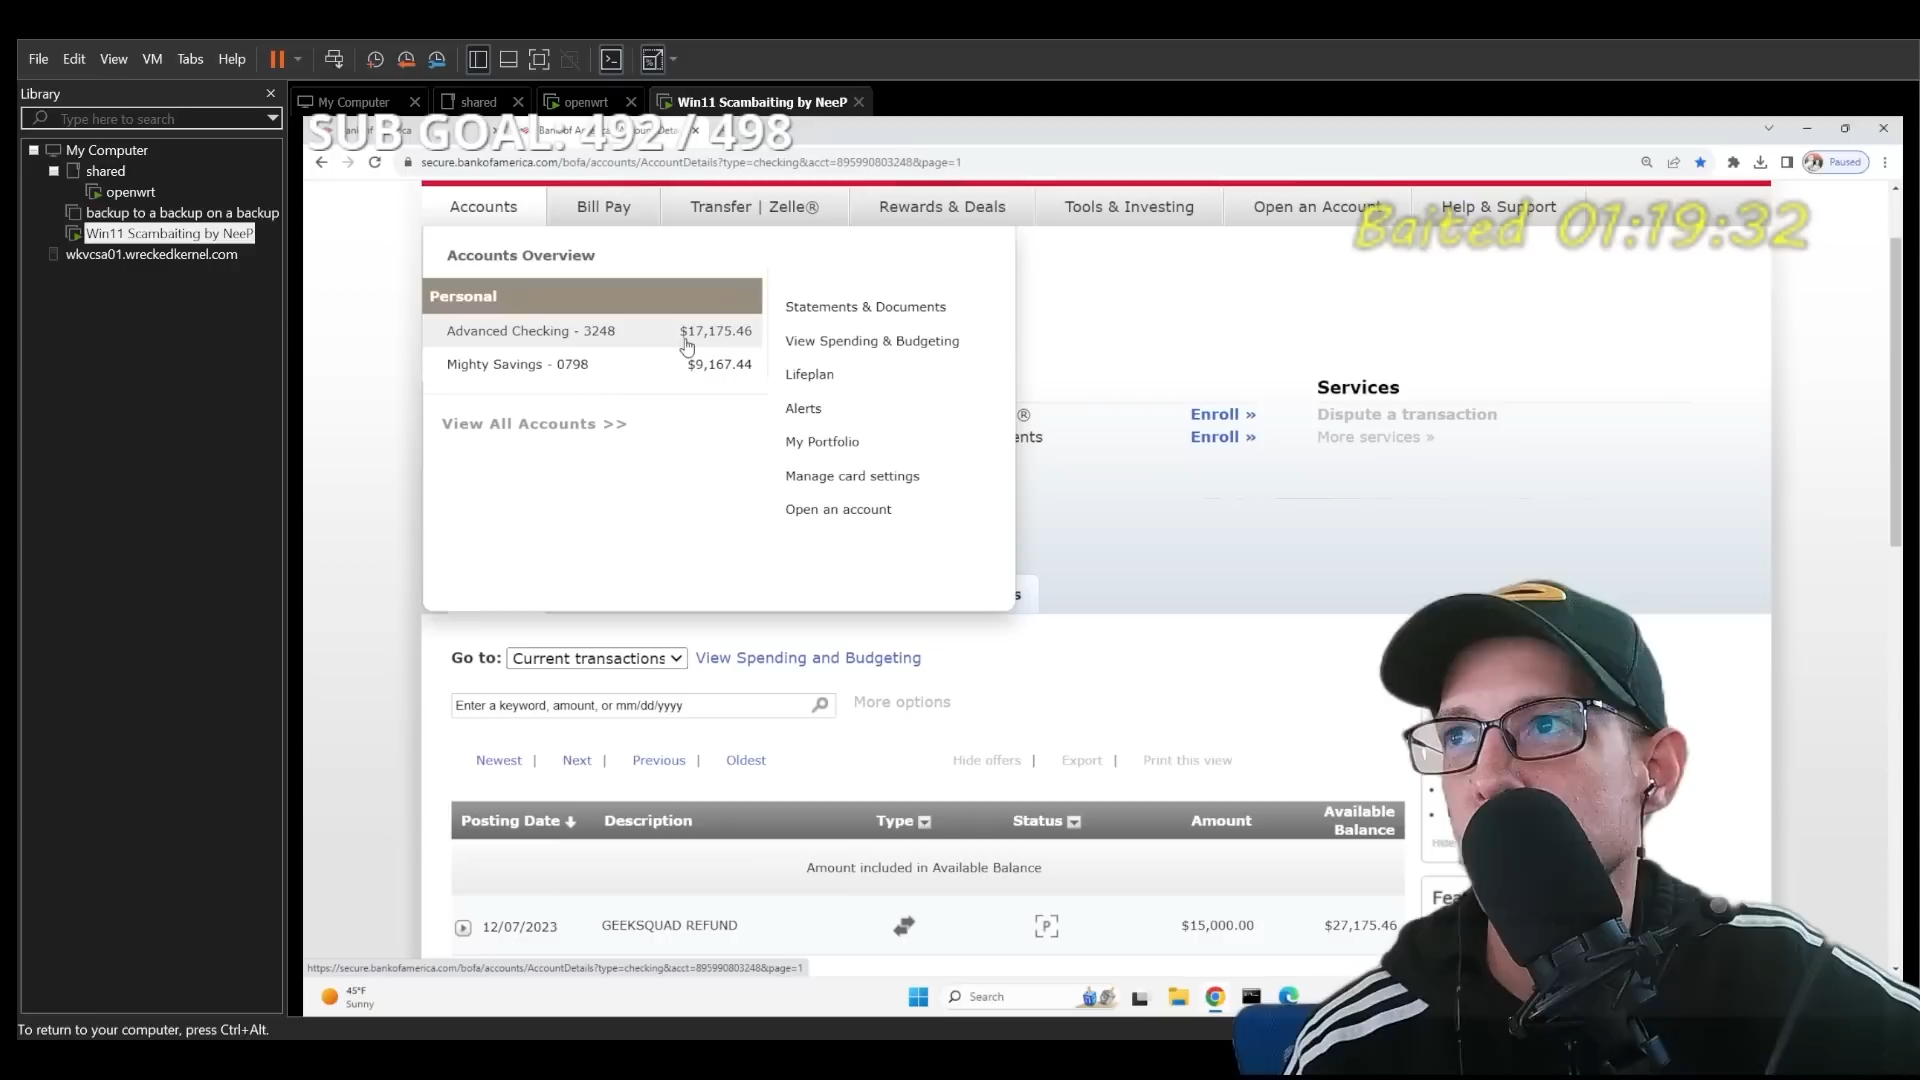 File Edit View VM Tabs Help
Library
Type here to search
My Computer
shared
openwrt
backup to a backup on a backup
Win11 Scambaiting by NeeP
wkvcsa01.wreckedkernel.com
My Computer shared openwrt Win11 Scambaiting by NeeP
SUB GOAL: 492 / 498
secure.bankofamerica.com/bofa/accounts/AccountDetails?type=checking&acct=895990803248&page=1
Paused
Accounts Bill Pay Transfer | Zelle® Rewards & Deals Tools & Investing Open an Account Help & Support
Baited 01:19:32
Accounts Overview
Personal
Advanced Checking - 3248 $17,175.46
Mighty Savings - 0798 $9,167.44
View All Accounts >>
Statements & Documents
View Spending & Budgeting
Lifeplan
Alerts
My Portfolio
Manage card settings
Open an account
Services
® Enroll » Dispute a transaction
ents Enroll » More services »
s
Go to: Current transactions View Spending and Budgeting
Enter a keyword, amount, or mm/dd/yyyy More options
Newest | Next | Previous | Oldest Hide offers | Export | Print this view
Posting Date Description Type Status Amount Available Balance
Amount included in Available Balance
12/07/2023 GEEKSQUAD REFUND P $15,000.00 $27,175.46
Fea
https://secure.bankofamerica.com/bofa/accounts/AccountDetails?type=checking&acct=895990803248&page=1
45°F
Sunny
Search
To return to your computer, press Ctrl+Alt.